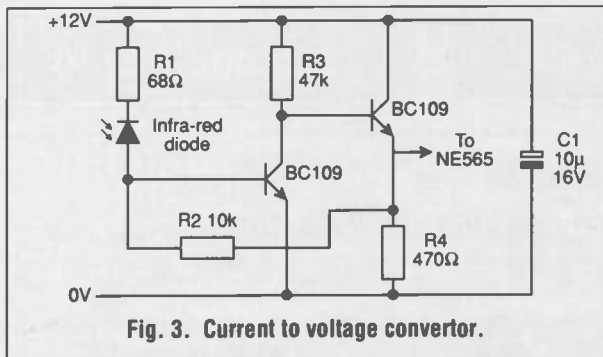 +12V
R1
68Ω
R3
47k
BC109
Infra-red
diode
To
NE565
C1
10µ
16V
BC109
R2 10k
R4
470Ω
0V
Fig. 3. Current to voltage convertor.